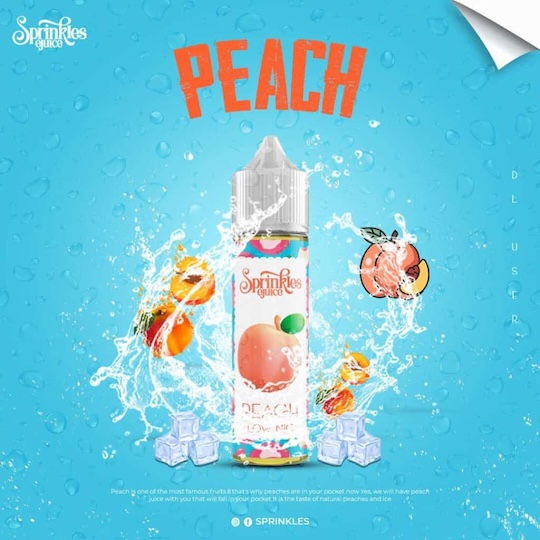 Sprinkles
ejuice
PEACH
DL USER
Sprinkles
ejuice
PEACH
LOW NIC
Peach is one of the most famous fruits & that's why peaches are in your pocket now Yes, we will have peach
juice with you that will fall in your pocket It is the taste of natural peaches and ice
SPRINKLES